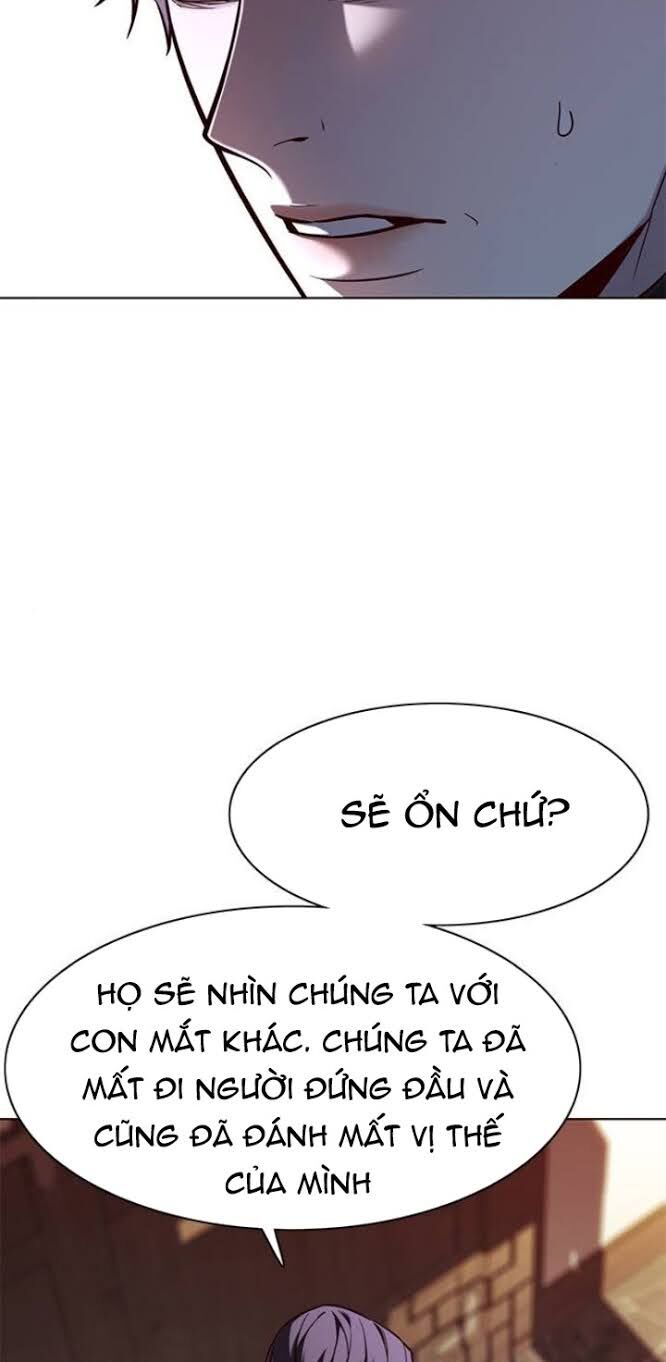 SẼ ỔN CHỨ?
HỌ SẼ NHÌN CHÚNG TA VỚI
CON MẮT KHÁC. CHÚNG TA ĐÃ
MẤT ĐI NGƯỜI ĐỨNG ĐẦU VÀ
CŨNG ĐÃ ĐÁNH MẤT VỊ THẾ
CỦA MÌNH